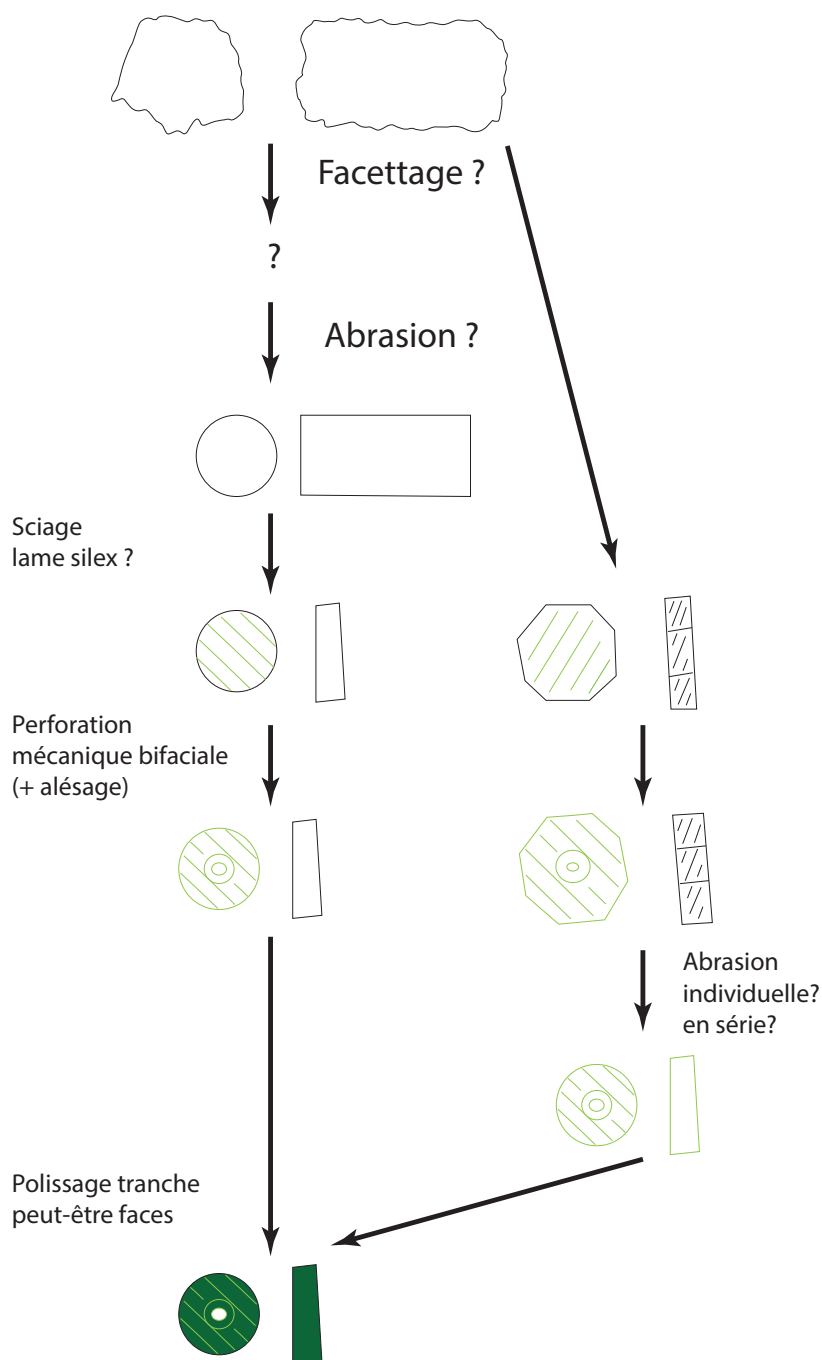 Facettage ?
?
Abrasion ?
Sciage
lame silex ?
Perforation
mécanique bifaciale
(+ alésage)
Abrasion
individuelle?
en série?
Polissage tranche
peut-être faces